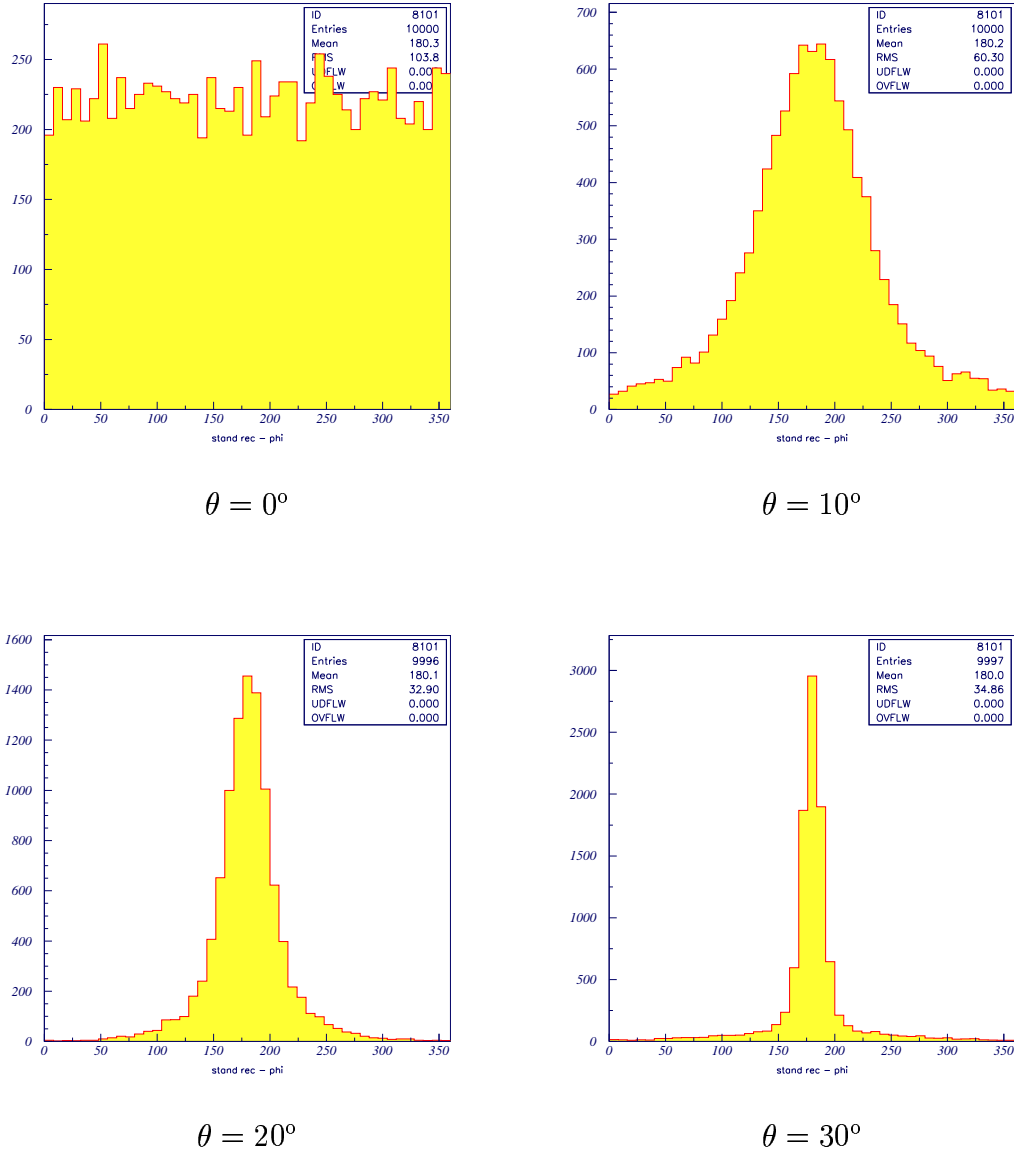 ID 8101
Entries 10000
Mean 180.3
RMS 103.8
UDFLW 0.000
OVFLW 0.000
250
200
150
100
50
0
0 50 100 150 200 250 300 350
stand rec – phi
θ = 0º
ID 8101
Entries 10000
Mean 180.2
RMS 60.30
UDFLW 0.000
OVFLW 0.000
700
600
500
400
300
200
100
0
0 50 100 150 200 250 300 350
stand rec – phi
θ = 10º
ID 8101
Entries 9996
Mean 180.1
RMS 32.90
UDFLW 0.000
OVFLW 0.000
1600
1400
1200
1000
800
600
400
200
0
0 50 100 150 200 250 300 350
stand rec – phi
θ = 20º
ID 8101
Entries 9997
Mean 180.0
RMS 34.86
UDFLW 0.000
OVFLW 0.000
3000
2500
2000
1500
1000
500
0
0 50 100 150 200 250 300 350
stand rec – phi
θ = 30º